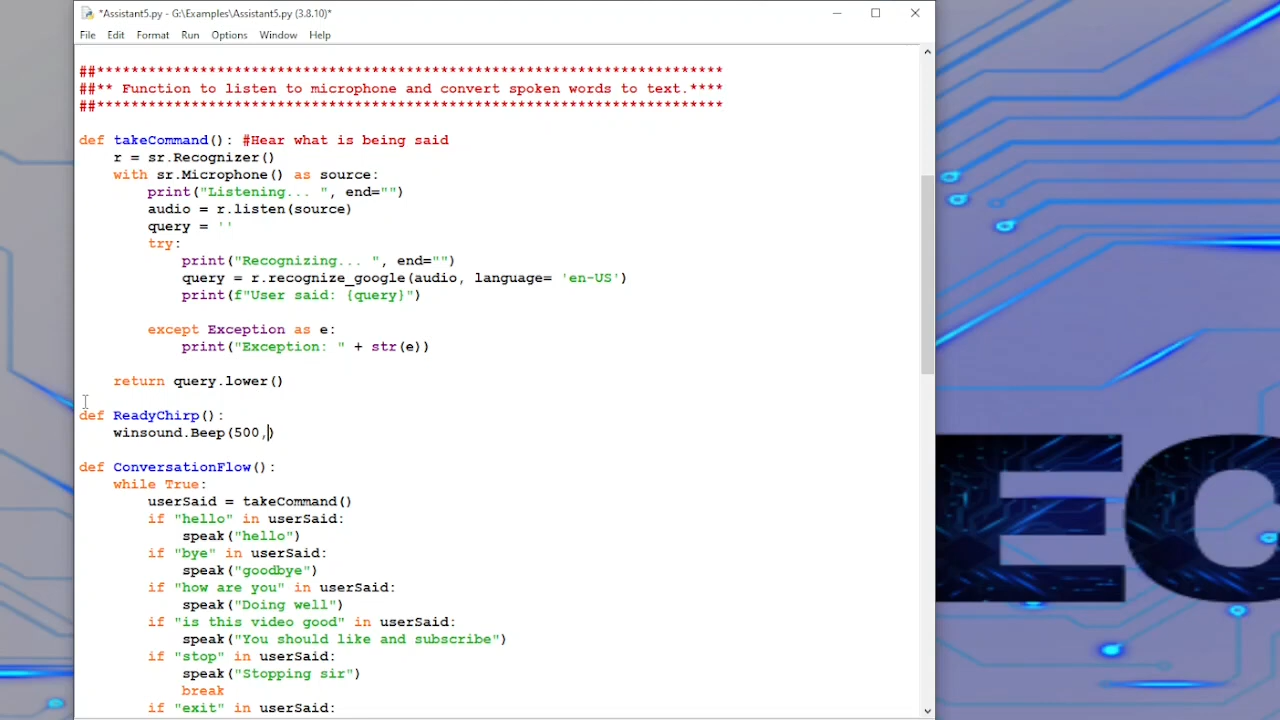 *Assistant5.py - G:\Examples\Assistant5.py (3.8.10)*
File Edit Format Run Options Window Help
##*************************************************************************
##** Function to listen to microphone and convert spoken words to text.****
##*************************************************************************
def takeCommand(): #Hear what is being said
    r = sr.Recognizer()
    with sr.Microphone() as source:
        print("Listening... ", end="")
        audio = r.listen(source)
        query = ''
        try:
            print("Recognizing... ", end="")
            query = r.recognize_google(audio, language= 'en-US')
            print(f"User said: {query}")
        except Exception as e:
            print("Exception: " + str(e))
    return query.lower()
def ReadyChirp():
    winsound.Beep(500,)
def ConversationFlow():
    while True:
        userSaid = takeCommand()
        if "hello" in userSaid:
            speak("hello")
        if "bye" in userSaid:
            speak("goodbye")
        if "how are you" in userSaid:
            speak("Doing well")
        if "is this video good" in userSaid:
            speak("You should like and subscribe")
        if "stop" in userSaid:
            speak("Stopping sir")
            break
        if "exit" in userSaid: